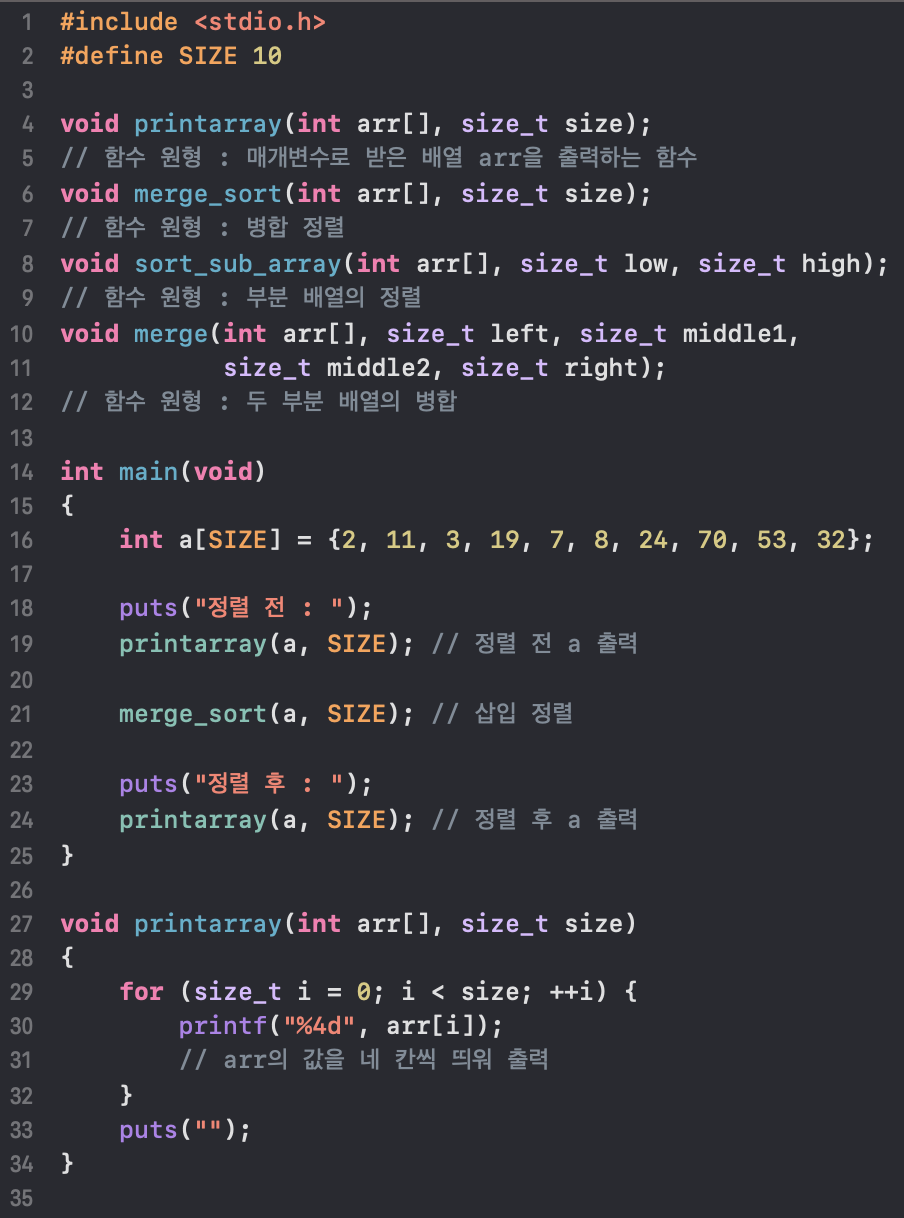 1 #include <stdio.h>
2 #define SIZE 10
3
4 void printarray(int arr[], size_t size);
5 // 함수 원형 : 매개변수로 받은 배열 arr을 출력하는 함수
6 void merge_sort(int arr[], size_t size);
7 // 함수 원형 : 병합 정렬
8 void sort_sub_array(int arr[], size_t low, size_t high);
9 // 함수 원형 : 부분 배열의 정렬
10 void merge(int arr[], size_t left, size_t middle1,
11            size_t middle2, size_t right);
12 // 함수 원형 : 두 부분 배열의 병합
13
14 int main(void)
15 {
16     int a[SIZE] = {2, 11, 3, 19, 7, 8, 24, 70, 53, 32};
17
18     puts("정렬 전 : ");
19     printarray(a, SIZE); // 정렬 전 a 출력
20
21     merge_sort(a, SIZE); // 삽입 정렬
22
23     puts("정렬 후 : ");
24     printarray(a, SIZE); // 정렬 후 a 출력
25 }
26
27 void printarray(int arr[], size_t size)
28 {
29     for (size_t i = 0; i < size; ++i) {
30         printf("%4d", arr[i]);
31         // arr의 값을 네 칸씩 띄워 출력
32     }
33     puts("");
34 }
35